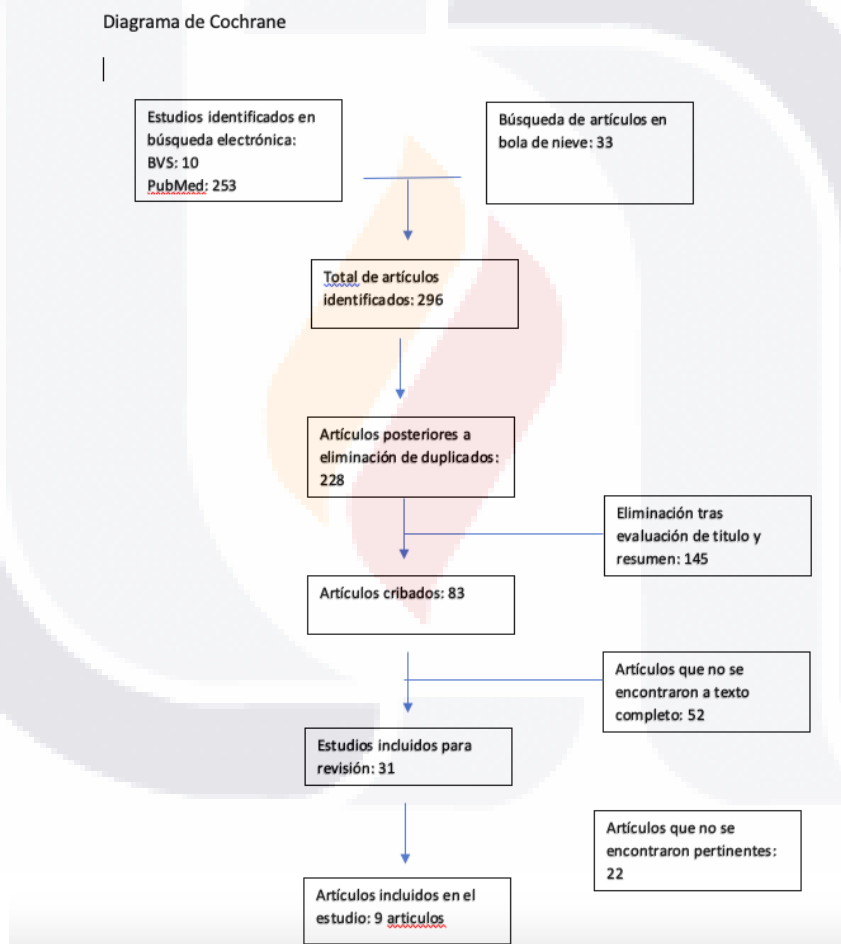 Diagrama de Cochrane
Estudios identificados en
búsqueda electrónica:
BVS: 10
PubMed: 253
Búsqueda de artículos en
bola de nieve: 33
Total de artículos
identificados: 296
Artículos posteriores a
eliminación de duplicados:
228
Eliminación tras
evaluación de titulo y
resumen: 145
Artículos cribados: 83
Artículos que no se
encontraron a texto
completo: 52
Estudios incluidos para
revisión: 31
Artículos que no se
encontraron pertinentes:
22
Artículos incluidos en el
estudio: 9 articulos